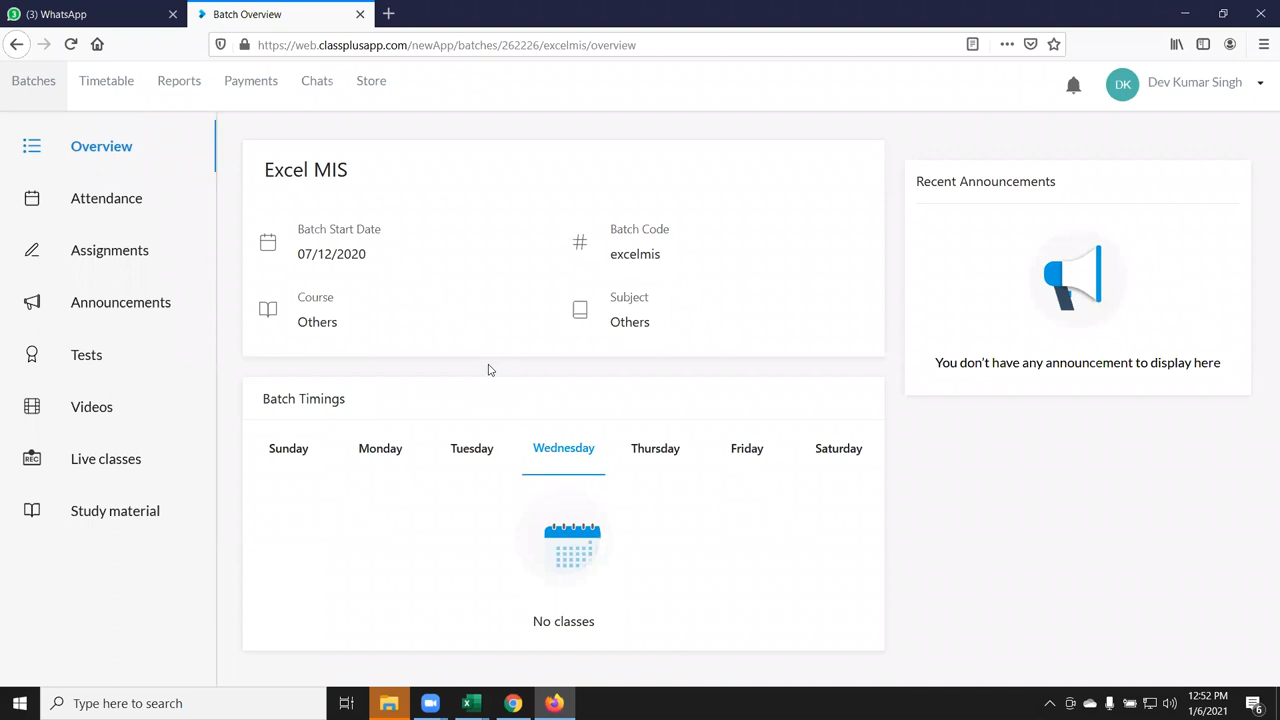 (3) WhatsApp
Batch Overview
https://web.classplusapp.com/newApp/batches/262226/excelmis/overview
Batches Timetable Reports Payments Chats Store
DK Dev Kumar Singh
Overview
Attendance
Assignments
Announcements
Tests
Videos
REC Live classes
Study material
Excel MIS
Batch Start Date
07/12/2020
# Batch Code
excelmis
Course
Others
Subject
Others
Batch Timings
Sunday Monday Tuesday Wednesday Thursday Friday Saturday
No classes
Recent Announcements
You don't have any announcement to display here
Type here to search
12:52 PM
1/6/2021
6